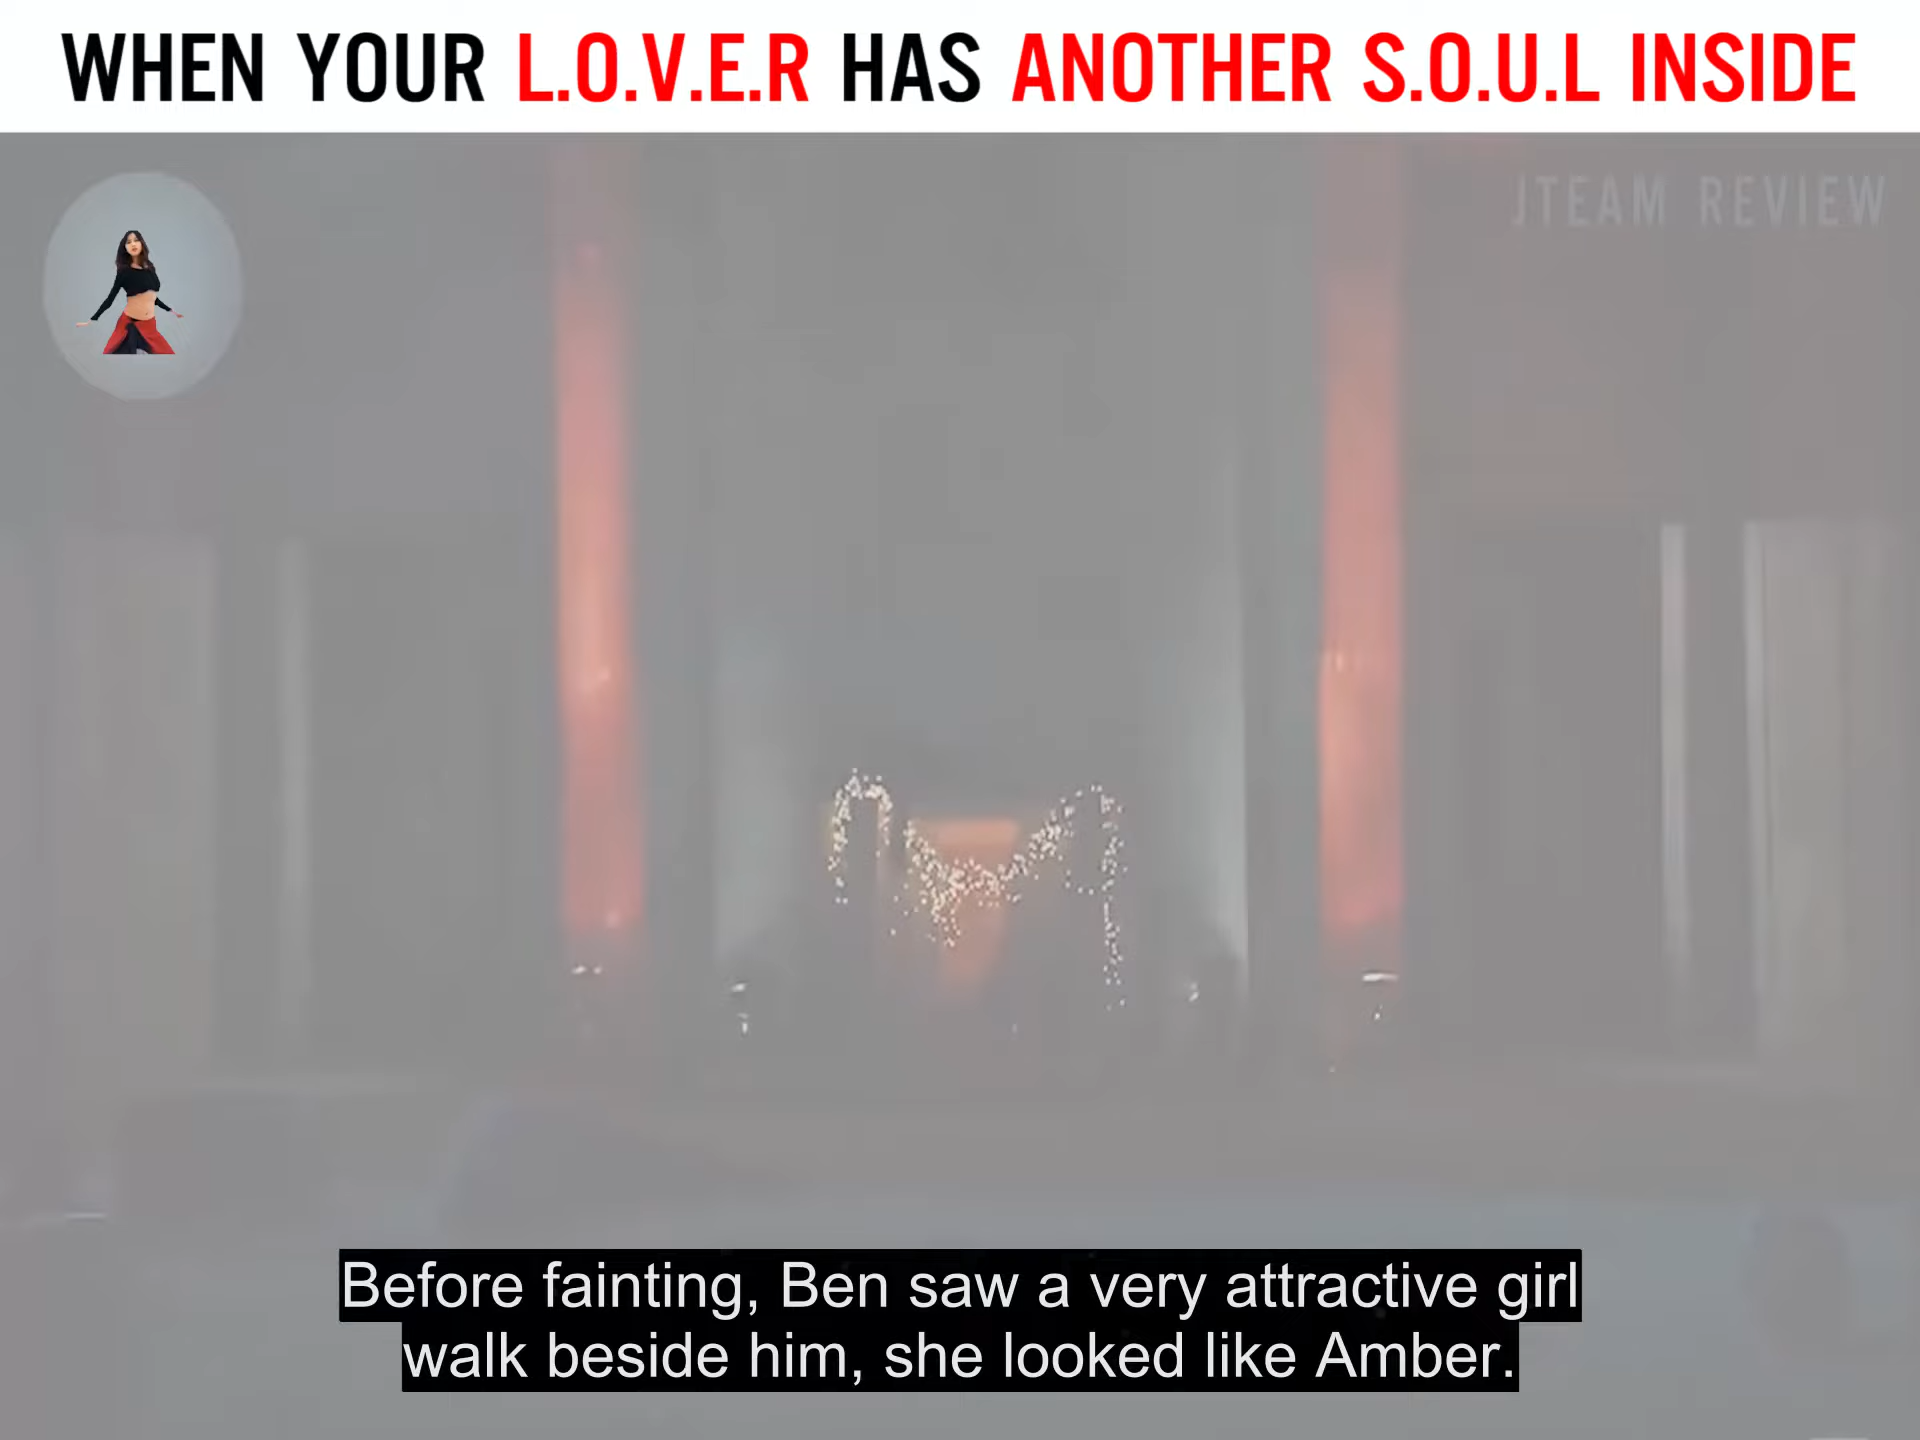 WHEN YOUR L.O.V.E.R HAS ANOTHER S.O.U.L INSIDE
JTEAM REVIEW
Before fainting, Ben saw a very attractive girl
walk beside him, she looked like Amber.